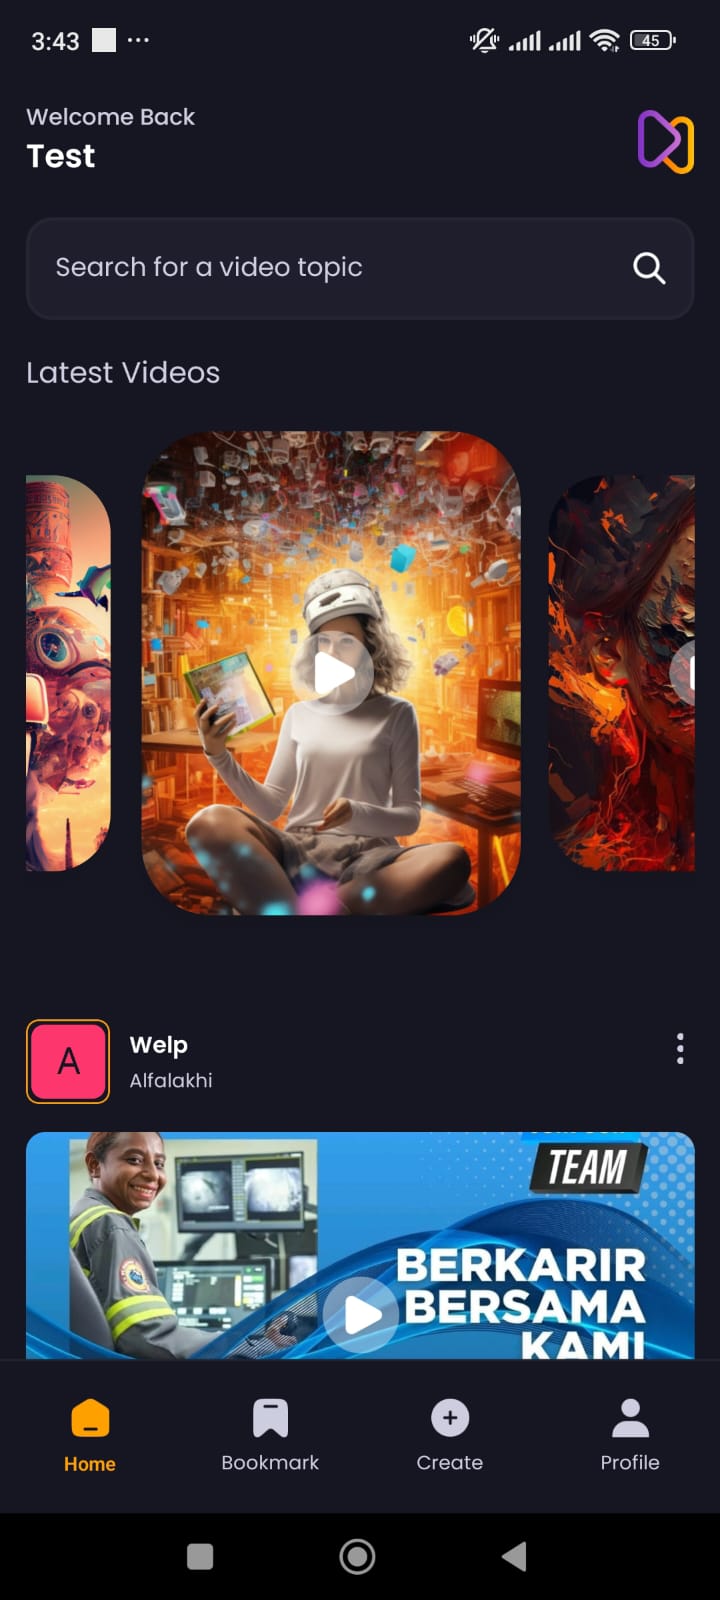 3:43
45
Welcome Back
Test
Search for a video topic
Latest Videos
A
Welp
Alfalakhi
TEAM
BERKARIR
BERSAMA
KAMI
Home
Bookmark
Create
Profile